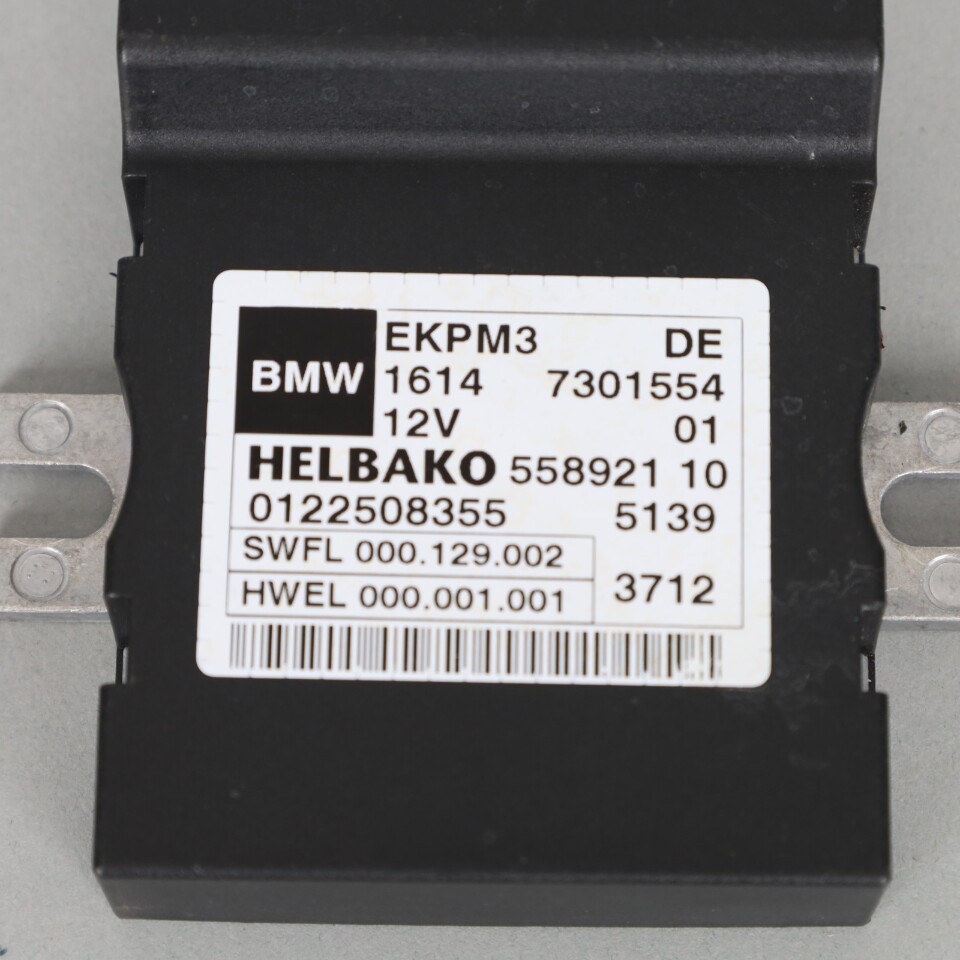 BMW
EKPM3 DE
1614 7301554
12V 01
HELBAKO 558921 10
0122508355 5139
SWFL 000.129.002
HWEL 000.001.001 3712